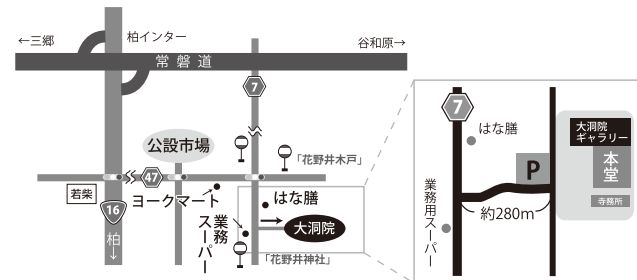 ←三郷
柏インター
谷和原→
常磐道
7
公設市場
「花野井木戸」
47
若柴
ヨークマート
はな膳
16
業務スーパー
大洞院
柏↓
「花野井神社」
7
はな膳
大洞院
ギャラリー
P
本堂
寺務所
約280m
業務用スーパー